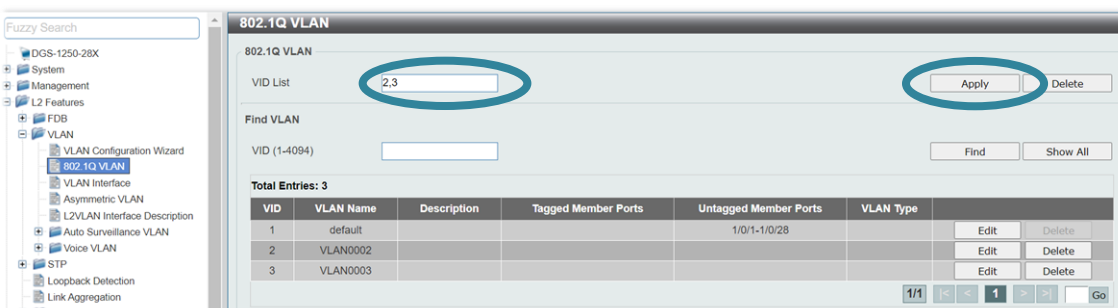 Fuzzy Search
DGS-1250-28X
System
Management
L2 Features
FDB
VLAN
VLAN Configuration Wizard
802.1Q VLAN
VLAN Interface
Asymmetric VLAN
L2VLAN Interface Description
Auto Surveillance VLAN
Voice VLAN
STP
Loopback Detection
Link Aggregation
802.1Q VLAN
802.1Q VLAN
VID List 2,3 Apply Delete
Find VLAN
VID (1-4094) Find Show All
Total Entries: 3
VID VLAN Name Description Tagged Member Ports Untagged Member Ports VLAN Type
1 default 1/0/1-1/0/28 Edit Delete
2 VLAN0002 Edit Delete
3 VLAN0003 Edit Delete
1/1 |< < 1 > >| Go